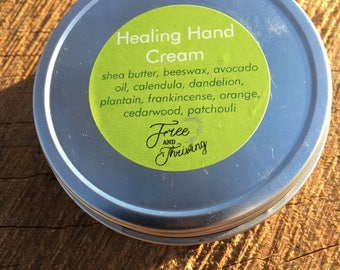 Healing Hand
Cream
shea butter, beeswax, avocado
oil, calendula, dandelion,
plantain, frankincense, orange,
cedarwood, patchouli
Free
AND
Thriving